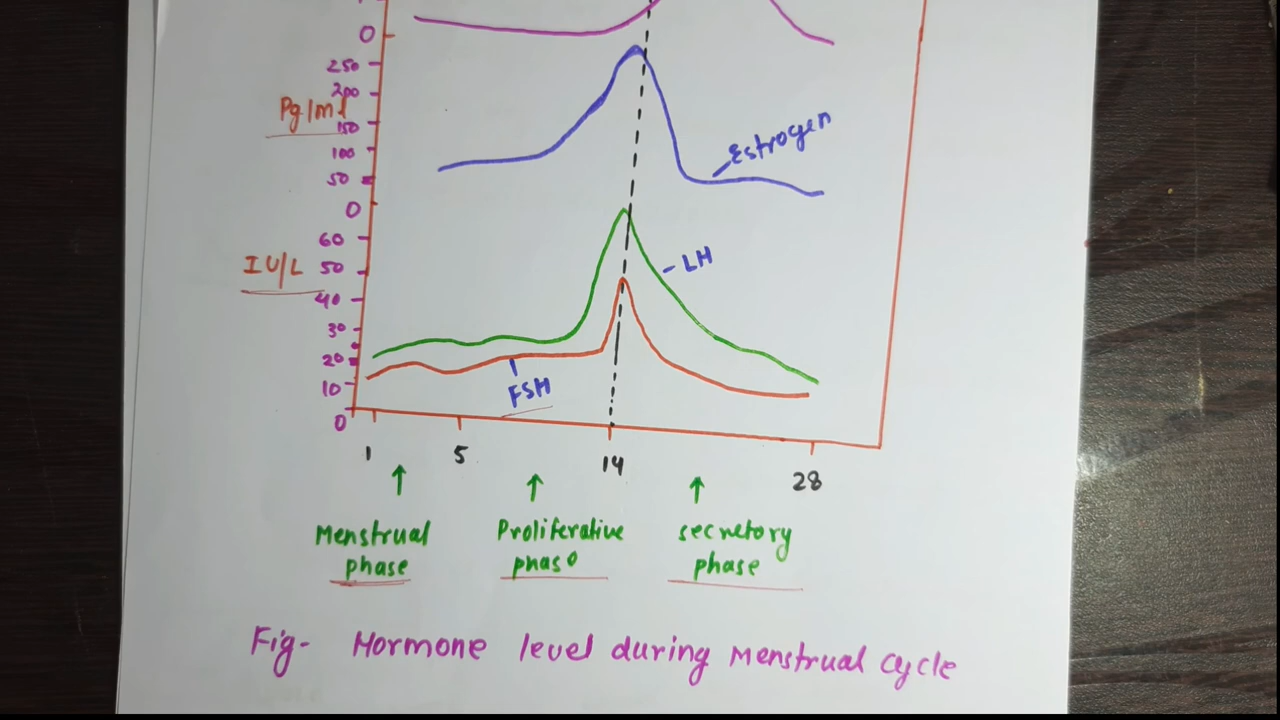 0
250
200
Pg/ml
150
100
Estrogen
50
0
60
IU/L
50
LH
40
30
20
10
FSH
0
1 5 14 28
Menstrual phase
Proliferative phase
secretory phase
Fig- Hormone level during Menstrual cycle